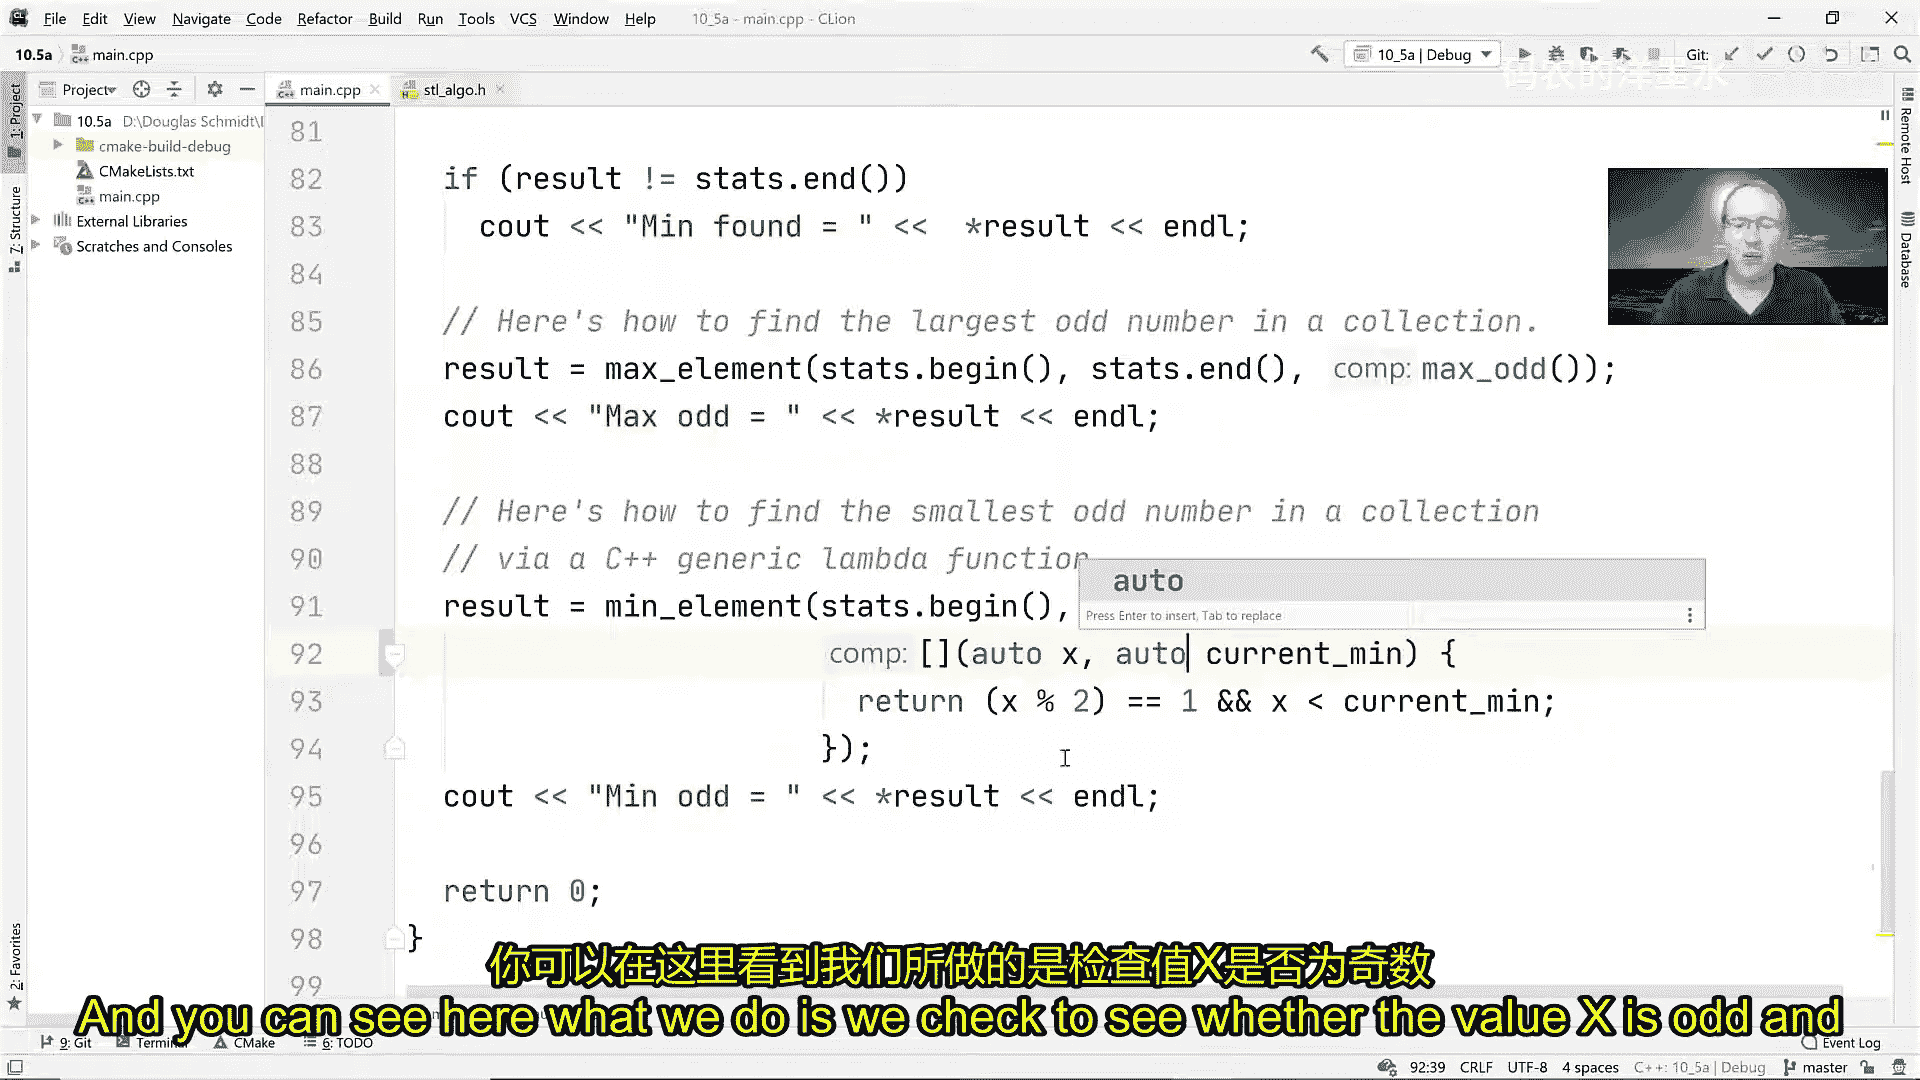 File Edit View Navigate Code Refactor Build Run Tools VCS Window Help 10_5a - main.cpp - CLion
10.5a main.cpp 10_5a | Debug Git:
码农的洋墨水
Project main.cpp stl_algo.h
1: Project
7: Structure
2: Favorites
Remote Host
Database
10.5a D:\Douglas Schmidt\
cmake-build-debug
CMakeLists.txt
main.cpp
External Libraries
Scratches and Consoles
81
82 if (result != stats.end())
83 cout << "Min found = " << *result << endl;
84
85 // Here's how to find the largest odd number in a collection.
86 result = max_element(stats.begin(), stats.end(), comp: max_odd());
87 cout << "Max odd = " << *result << endl;
88
89 // Here's how to find the smallest odd number in a collection
90 // via a C++ generic lambda function
auto
Press Enter to insert, Tab to replace
91 result = min_element(stats.begin(),
92 comp: [](auto x, auto current_min) {
93 return (x % 2) == 1 && x < current_min;
94 });
95 cout << "Min odd = " << *result << endl;
96
97 return 0;
98 }
99
你可以在这里看到我们所做的是检查值X是否为奇数
And you can see here what we do is we check to see whether the value X is odd and
9: Git Terminal CMake 6: TODO Event Log
92:39 CRLF UTF-8 4 spaces C++: 10_5a | Debug master